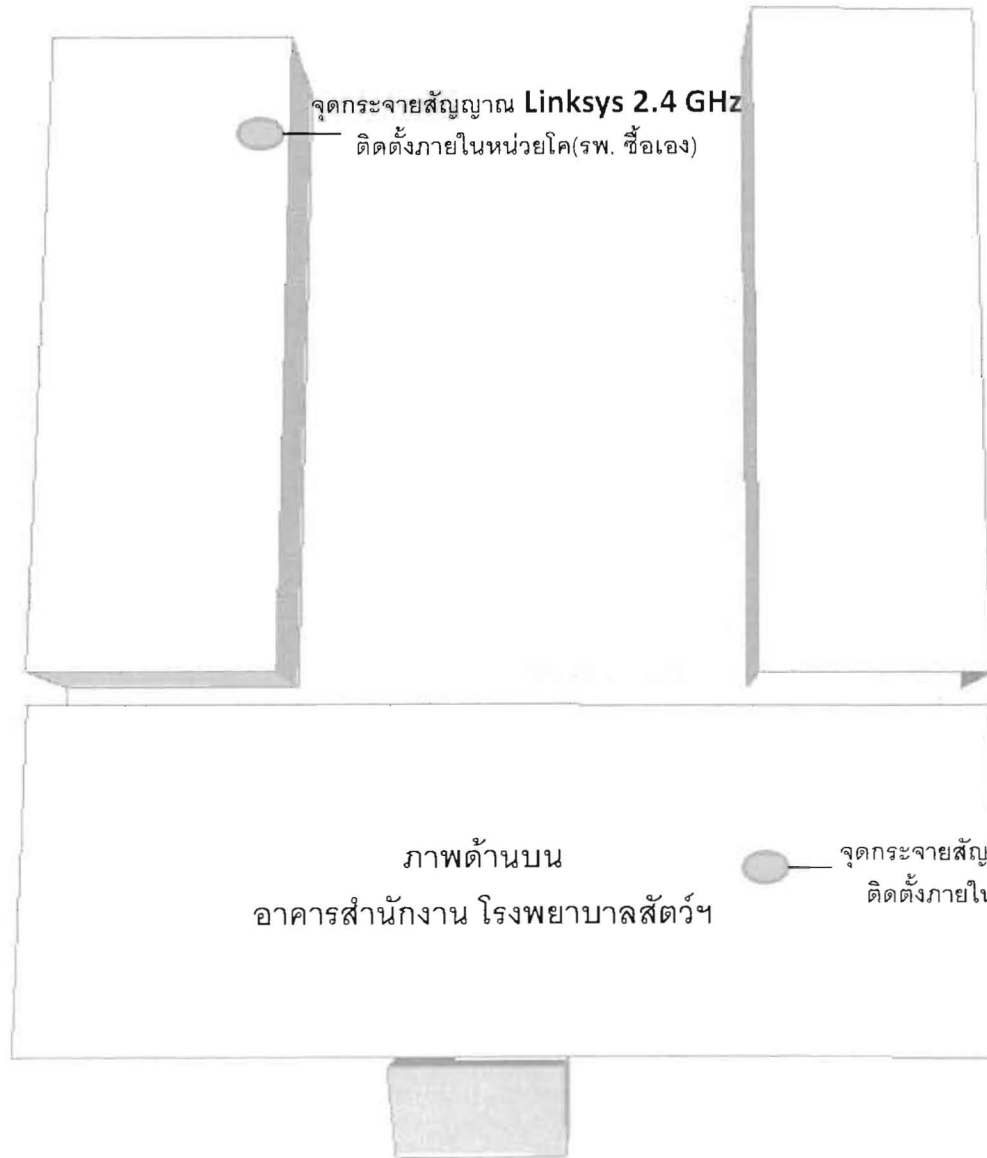 จุดกระจายสัญญาณ Linksys 2.4 GHz
ติดตั้งภายในหน่วยโค(รพ. ซื้อเอง)
ภาพด้านบน
อาคารสำนักงาน โรงพยาบาลสัตว์ฯ
จุดกระจายสัญ
ติดตั้งภายใน